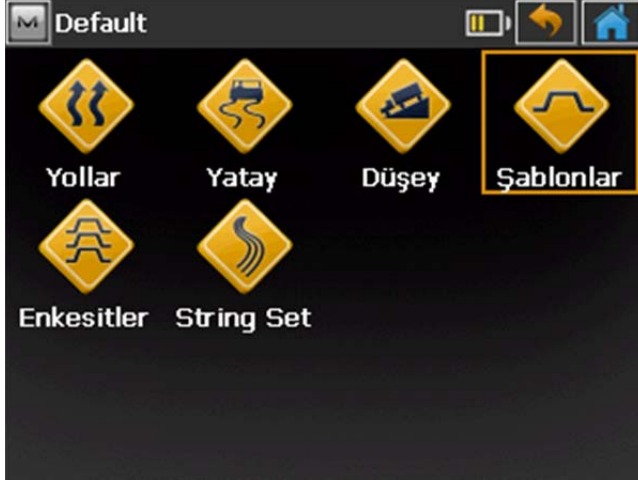 Default
Yollar
Yatay
Düşey
Şablonlar
Enkesitler
String Set